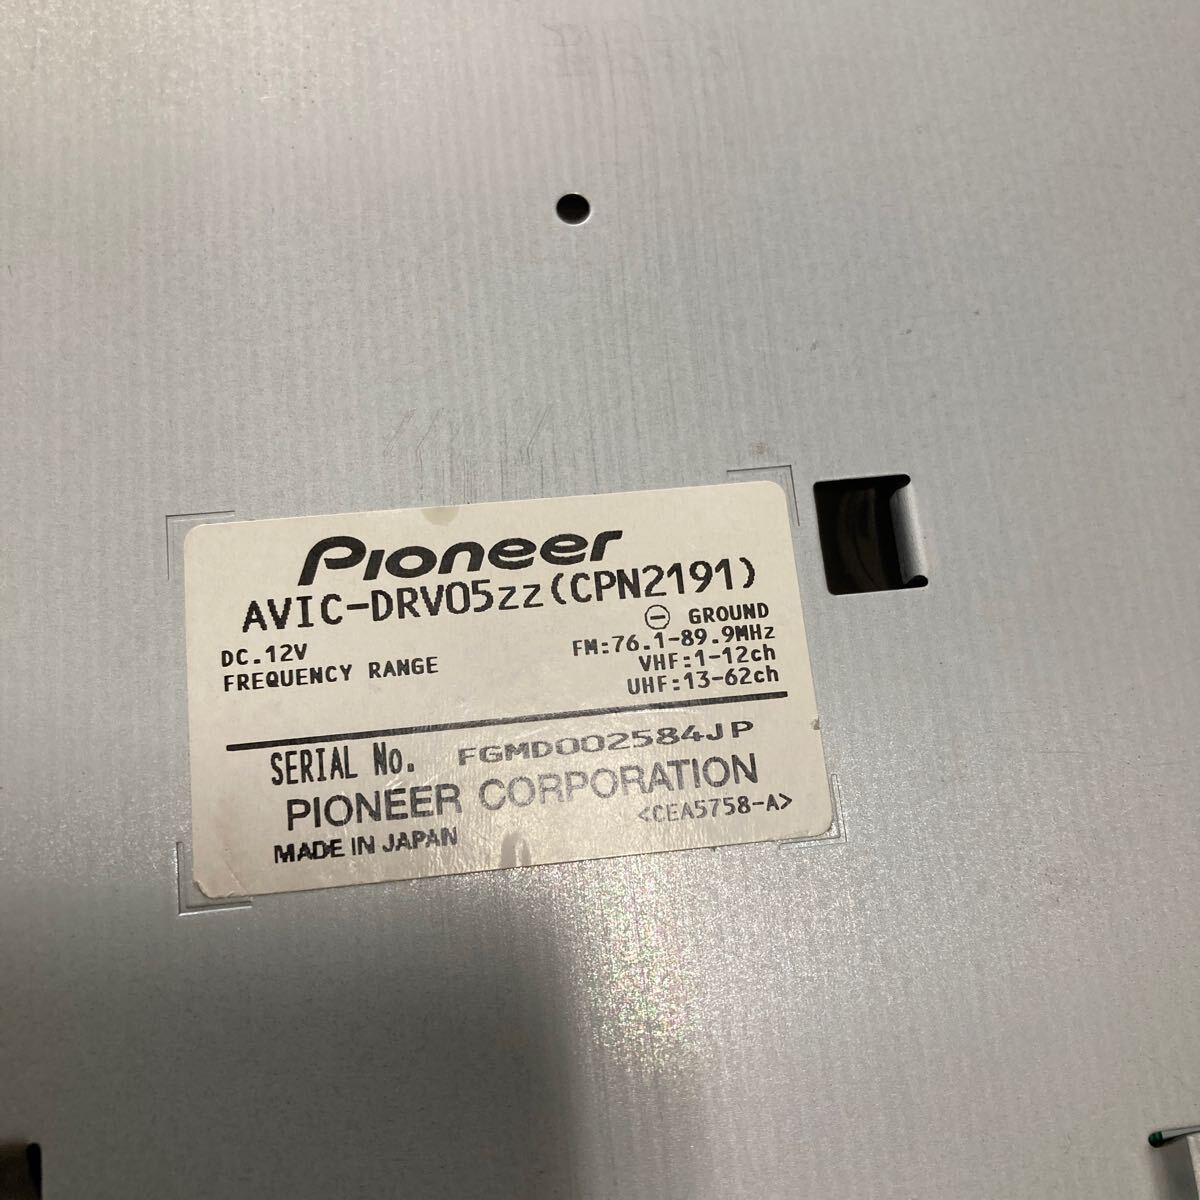 Pioneer
AVIC-DRV05zz(CPN2191)
DC.12V ⊖ GROUND
FREQUENCY RANGE FM:76.1-89.9MHz
VHF:1-12ch
UHF:13-62ch
SERIAL No. FGMD002584JP
PIONEER CORPORATION
MADE IN JAPAN <CEA5758-A>